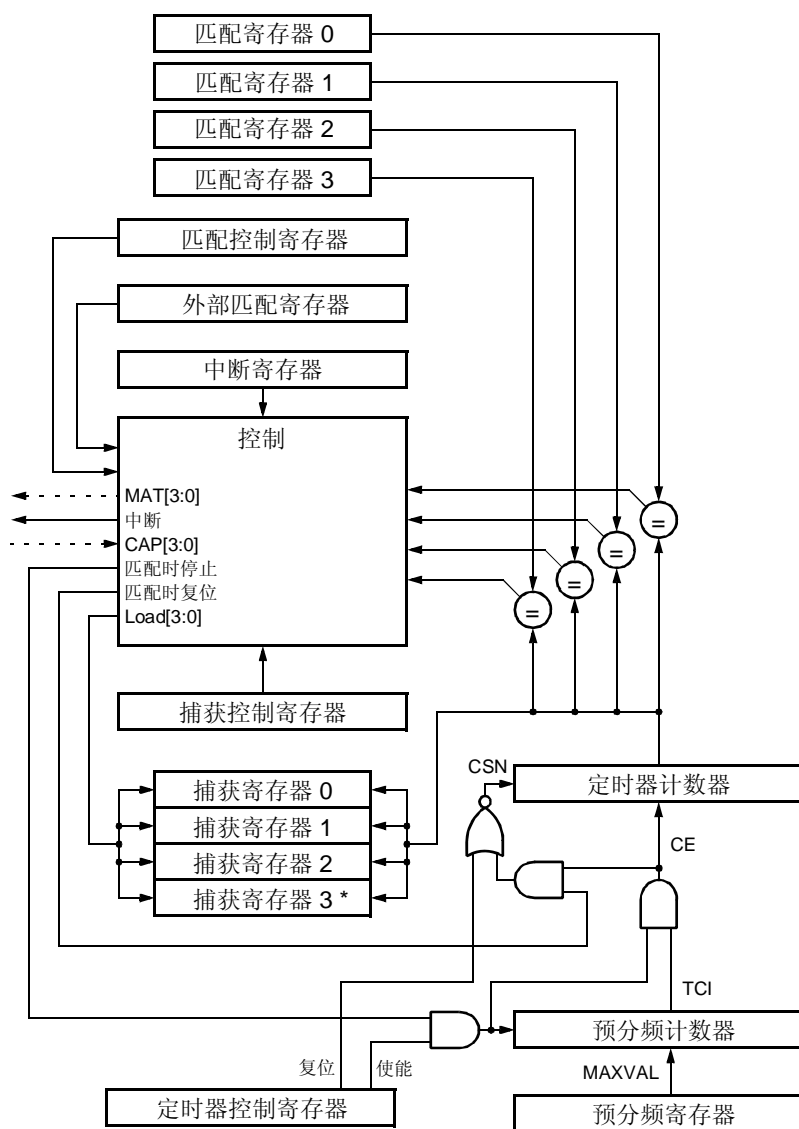 匹配寄存器 0
匹配寄存器 1
匹配寄存器 2
匹配寄存器 3
匹配控制寄存器
外部匹配寄存器
中断寄存器
控制
MAT[3:0]
中断
CAP[3:0]
匹配时停止
匹配时复位
Load[3:0]
=
=
=
=
捕获控制寄存器
捕获寄存器 0
捕获寄存器 1
捕获寄存器 2
捕获寄存器 3 *
CSN
定时器计数器
CE
TCI
预分频计数器
复位
使能
MAXVAL
定时器控制寄存器
预分频寄存器